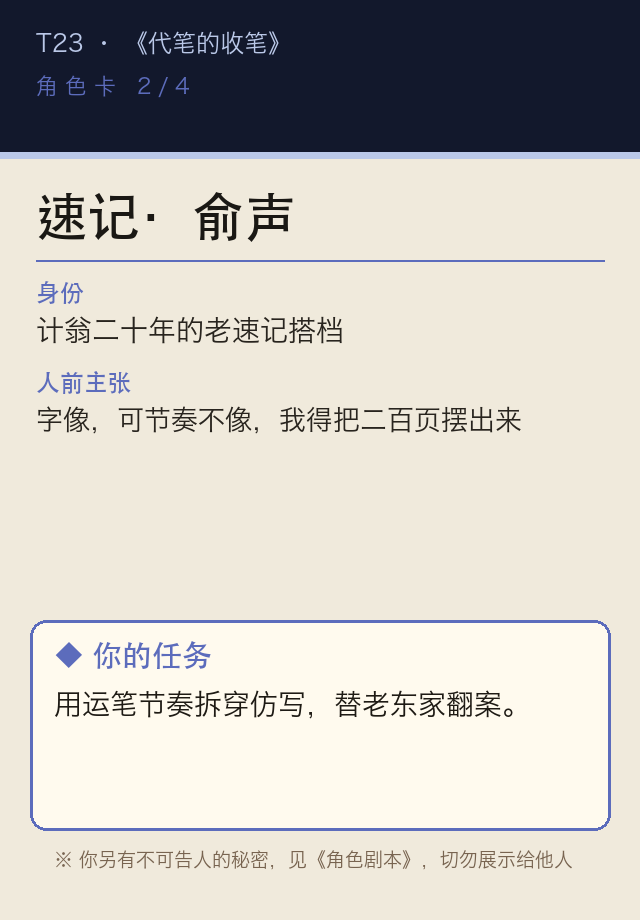 T23 · 《代笔的收笔》
角色卡 2/4
速记· 俞声
身份
计翁二十年的老速记搭档
人前主张
字像，可节奏不像，我得把二百页摆出来
◆ 你的任务
用运笔节奏拆穿仿写，替老东家翻案。
※ 你另有不可告人的秘密，见《角色剧本》，切勿展示给他人